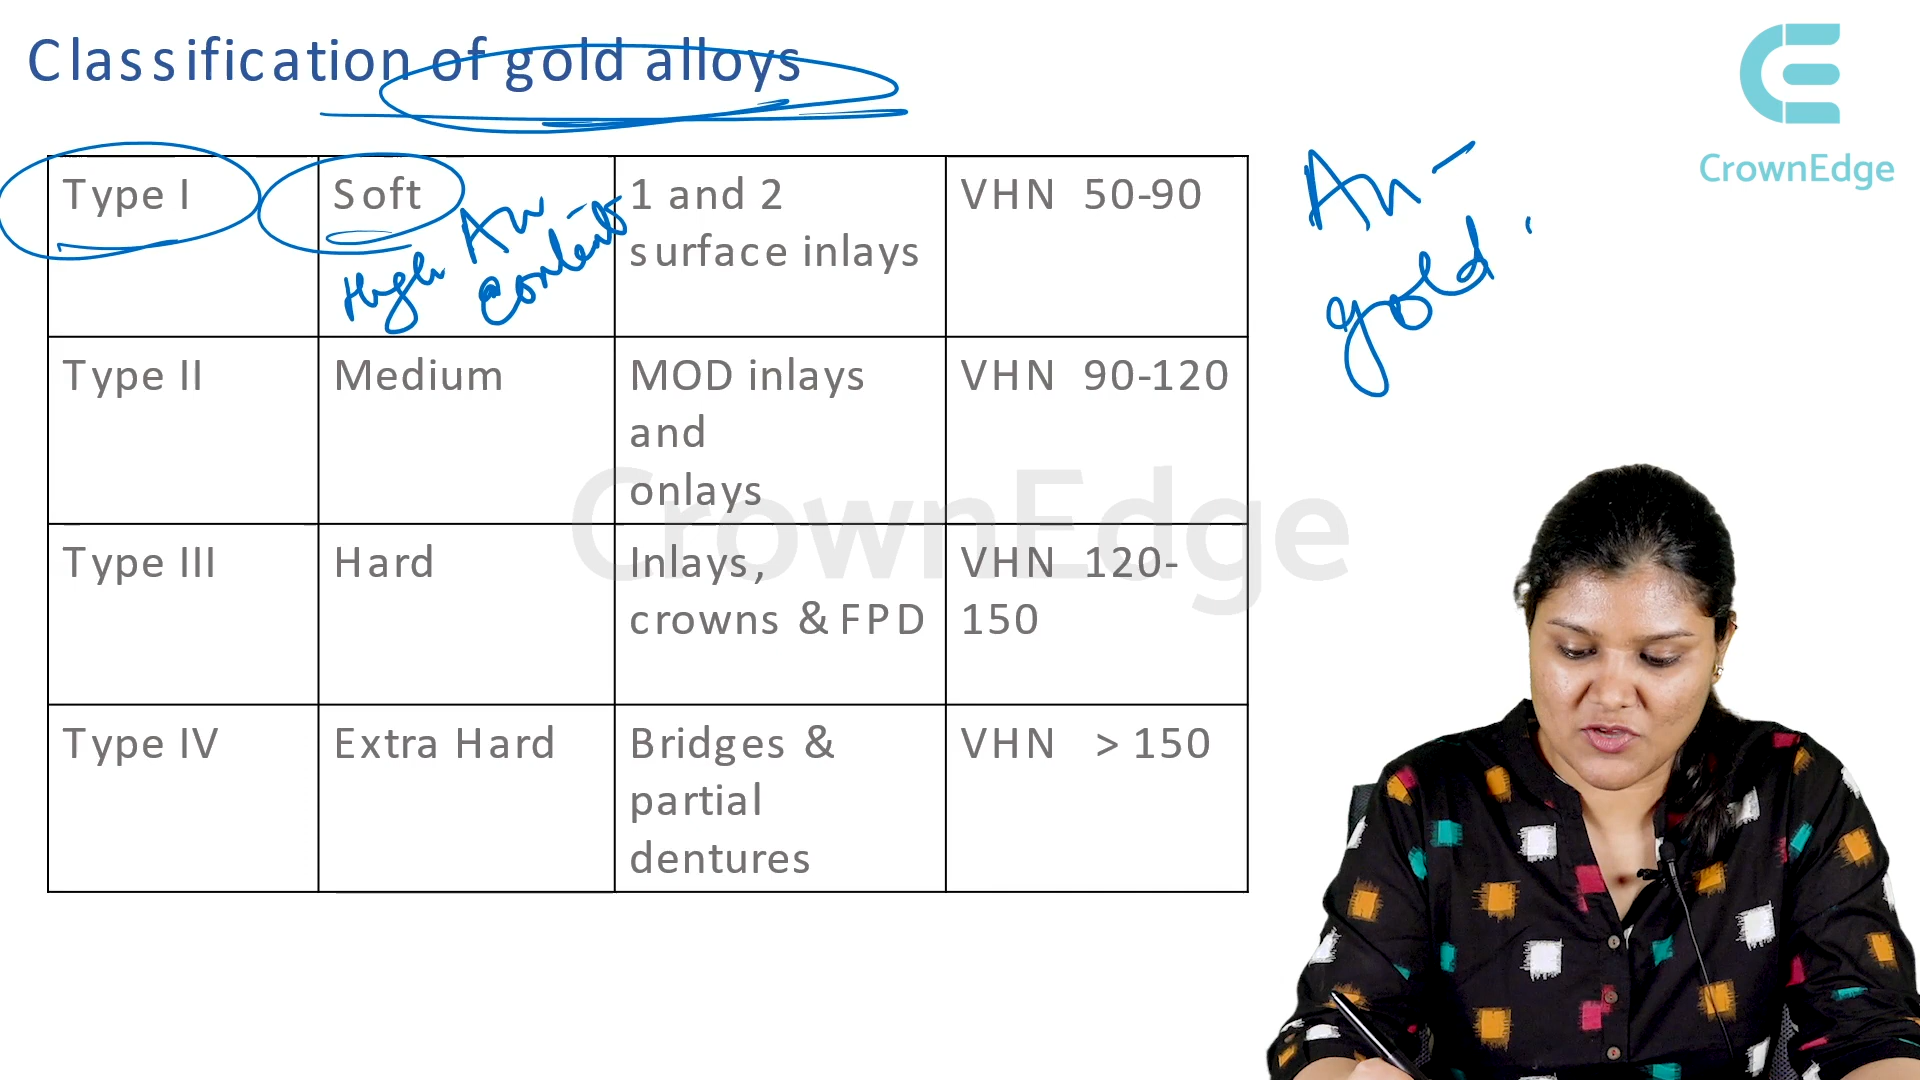 Classification of gold alloys
CrownEdge
Type I
Soft
High Au content
1 and 2
surface inlays
VHN 50-90
Au -
gold
Type II
Medium
MOD inlays
and
onlays
VHN 90-120
Type III
Hard
Inlays,
crowns & FPD
VHN 120-
150
Type IV
Extra Hard
Bridges &
partial
dentures
VHN > 150
CrownEdge